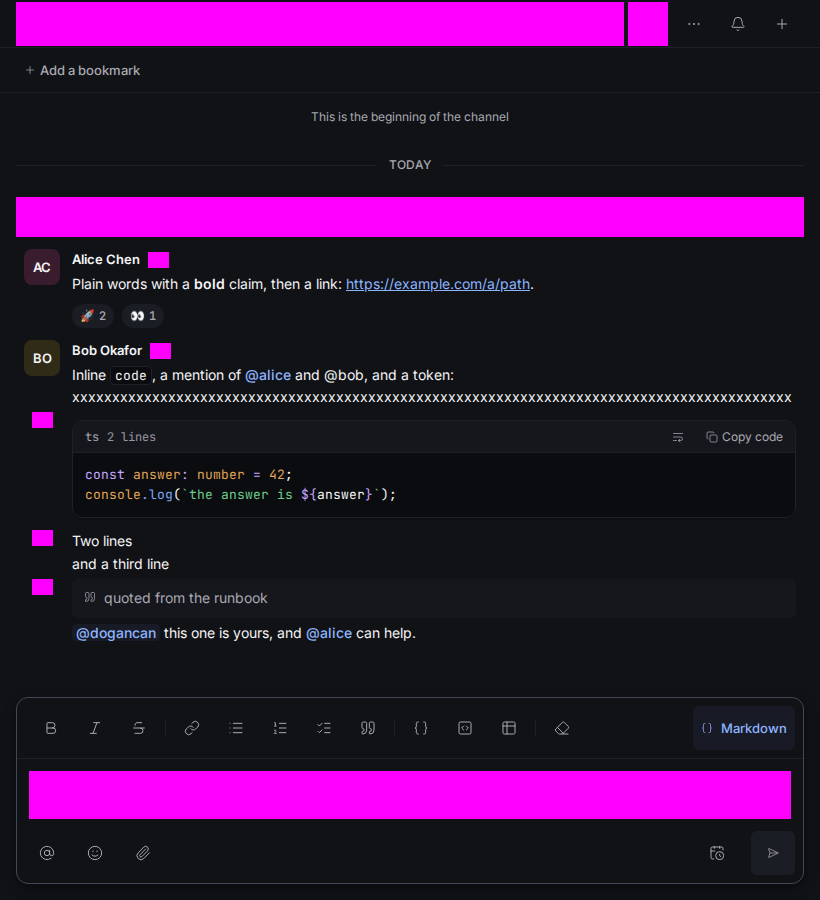 + Add a bookmark
This is the beginning of the channel
TODAY
AC Alice Chen
Plain words with a bold claim, then a link: https://example.com/a/path.
🚀 2 👀 1
BO Bob Okafor
Inline code, a mention of @alice and @bob, and a token:
xxxxxxxxxxxxxxxxxxxxxxxxxxxxxxxxxxxxxxxxxxxxxxxxxxxxxxxxxxxxxxxxxxxxxxxxxxxxxxxxxxxxxxxxxx
ts 2 lines Copy code
const answer: number = 42;
console.log(`the answer is ${answer}`);
Two lines
and a third line
quoted from the runbook
@dogancan this one is yours, and @alice can help.
Markdown